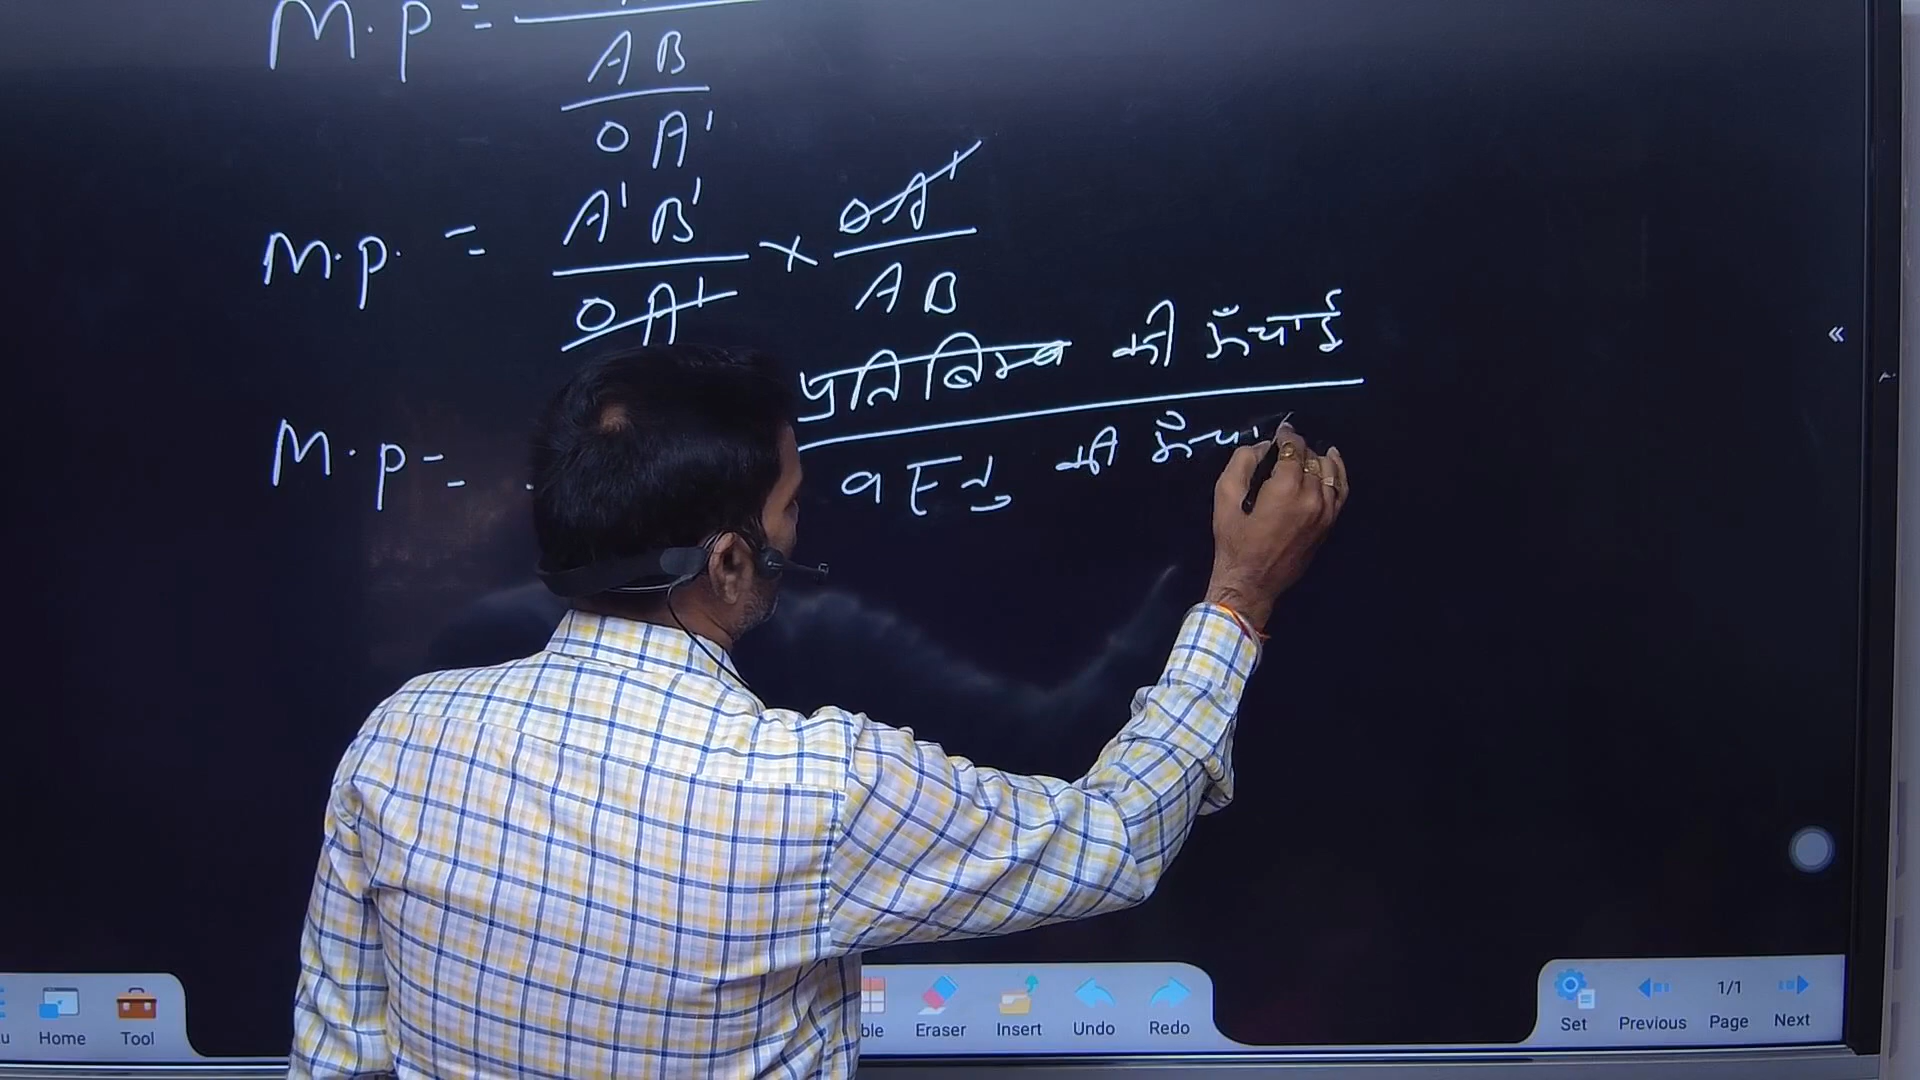 M.P =
AB
OA'
M.P. = A'B' / OA' × OA' / AB
M.P = प्रतिबिम्ब की ऊँचाई
वस्तु की ऊँचा
Home Tool Eraser Insert Undo Redo Set Previous 1/1 Page Next